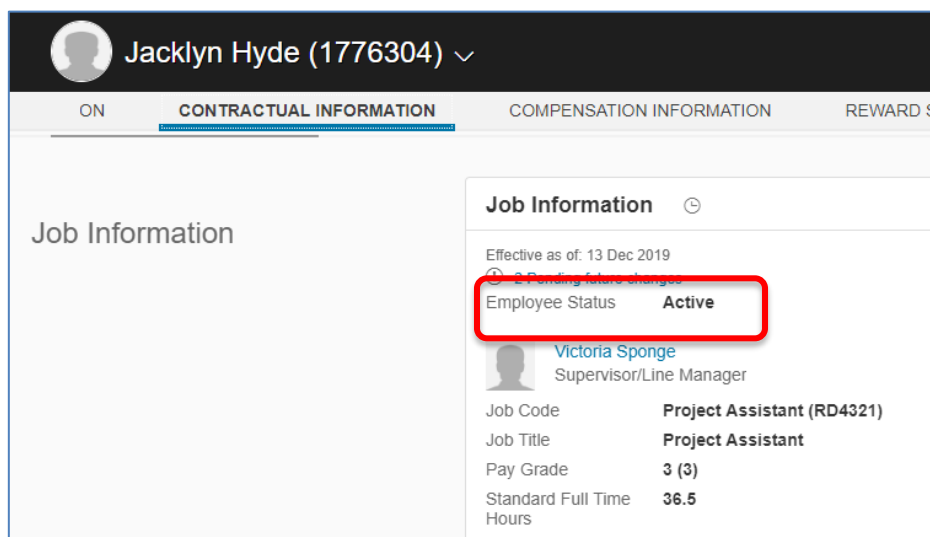 Jacklyn Hyde (1776304)
ON CONTRACTUAL INFORMATION COMPENSATION INFORMATION REWARD S
Job Information
Job Information
Effective as of: 13 Dec 2019
2 Pending future changes
Employee Status Active
Victoria Sponge
Supervisor/Line Manager
Job Code Project Assistant (RD4321)
Job Title Project Assistant
Pay Grade 3 (3)
Standard Full Time 36.5
Hours